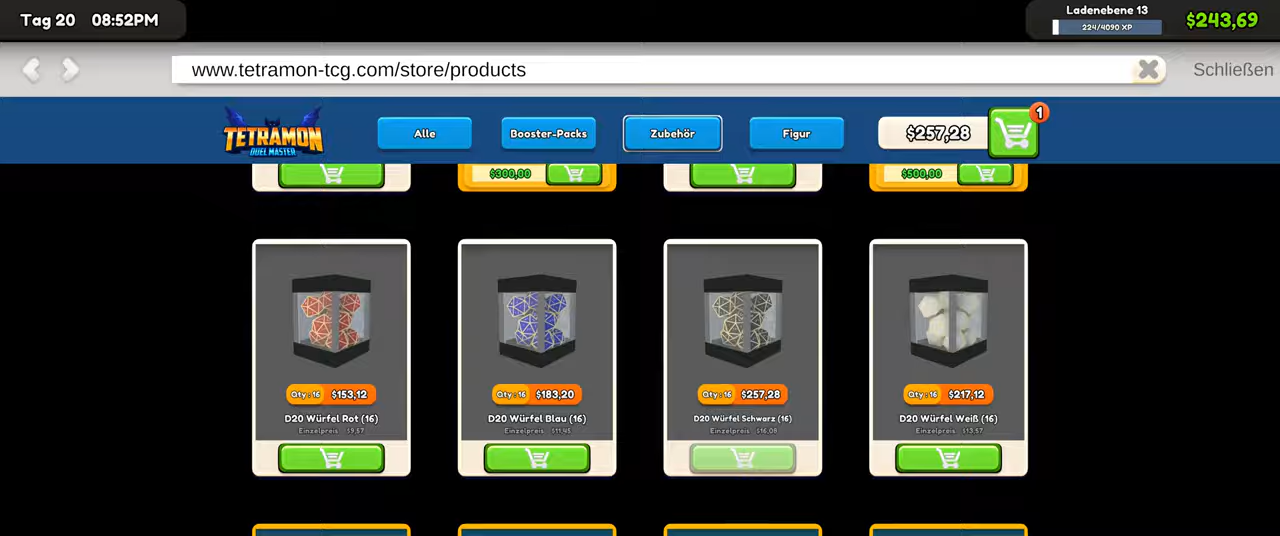 Tag 20 08:52PM
Ladenebene 13
224/4090 XP
$243,69
www.tetramon-tcg.com/store/products
Schließen
TETRAMON
DUEL MASTER
Alle
Booster-Packs
Zubehör
Figur
$257,28
1
$300,00
$500,00
Qty : 16 $153,12
Qty : 16 $183,20
Qty : 16 $257,28
Qty : 16 $217,12
D20 Würfel Rot (16)
D20 Würfel Blau (16)
D20 Würfel Schwarz (16)
D20 Würfel Weiß (16)
Einzelpreis $9,57
Einzelpreis $11,45
Einzelpreis $16,08
Einzelpreis $13,57